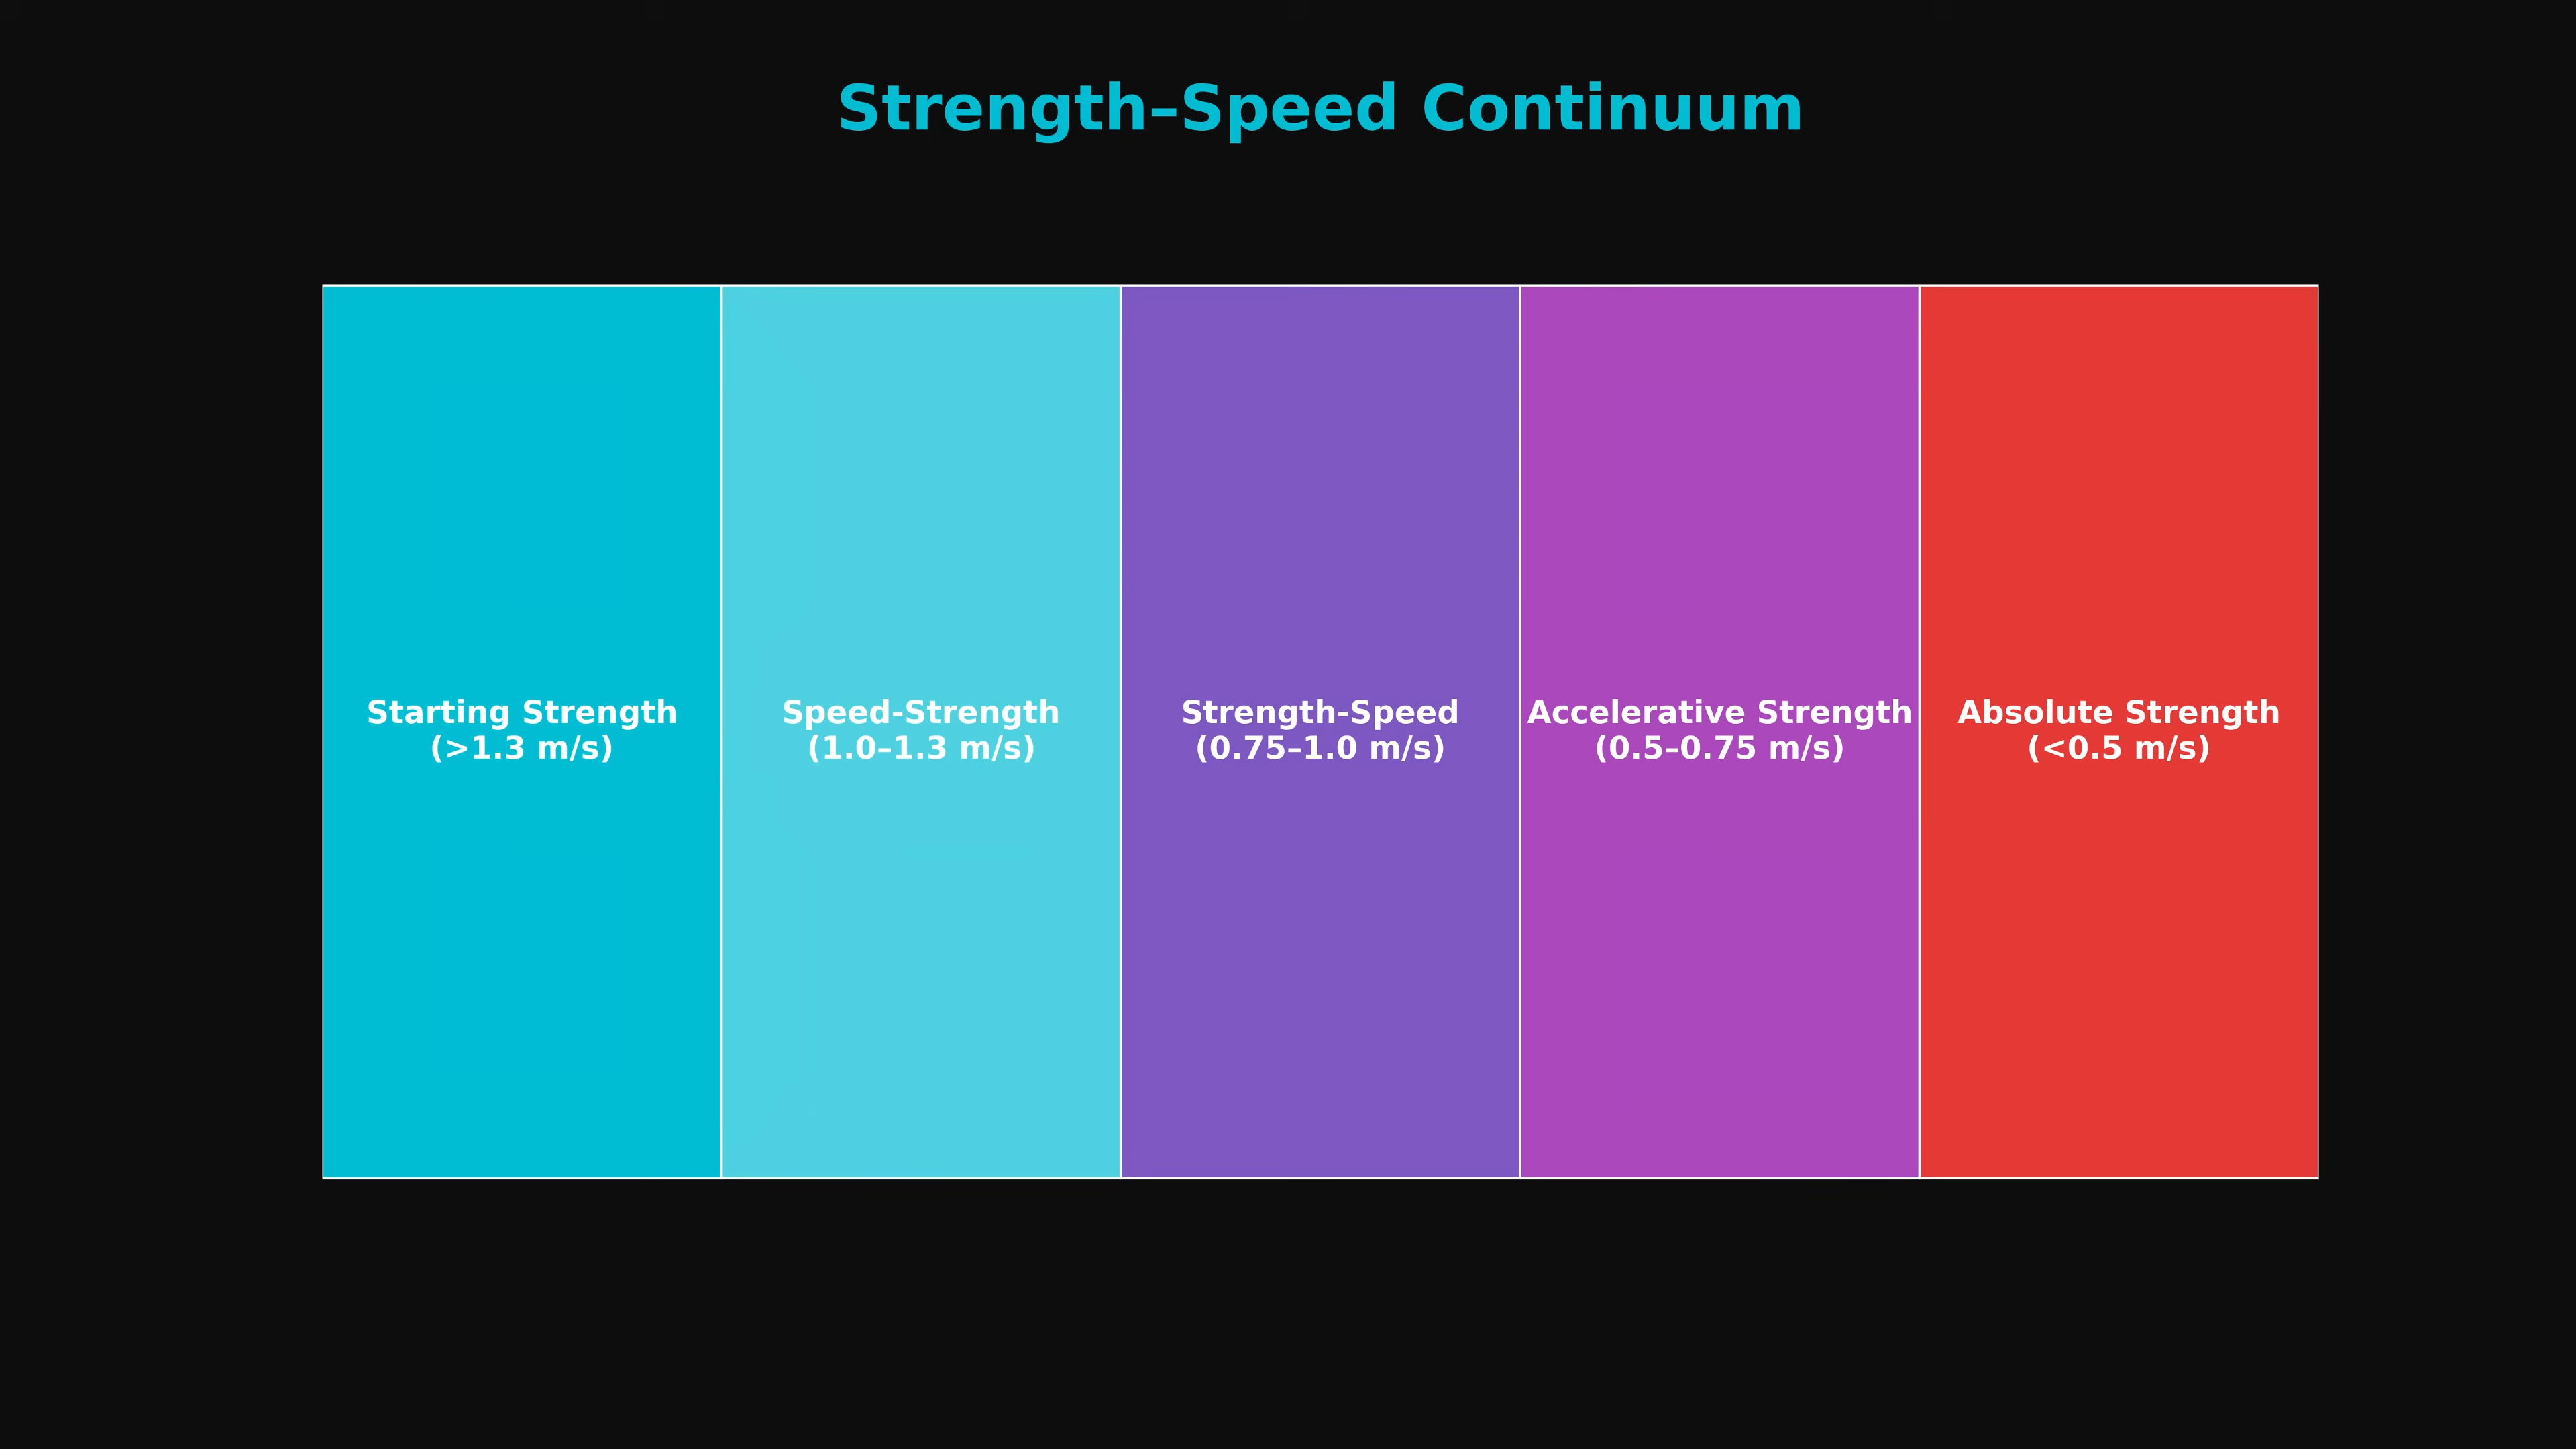 Strength–Speed Continuum
Starting Strength
(>1.3 m/s)
Speed-Strength
(1.0–1.3 m/s)
Strength-Speed
(0.75–1.0 m/s)
Accelerative Strength
(0.5–0.75 m/s)
Absolute Strength
(<0.5 m/s)